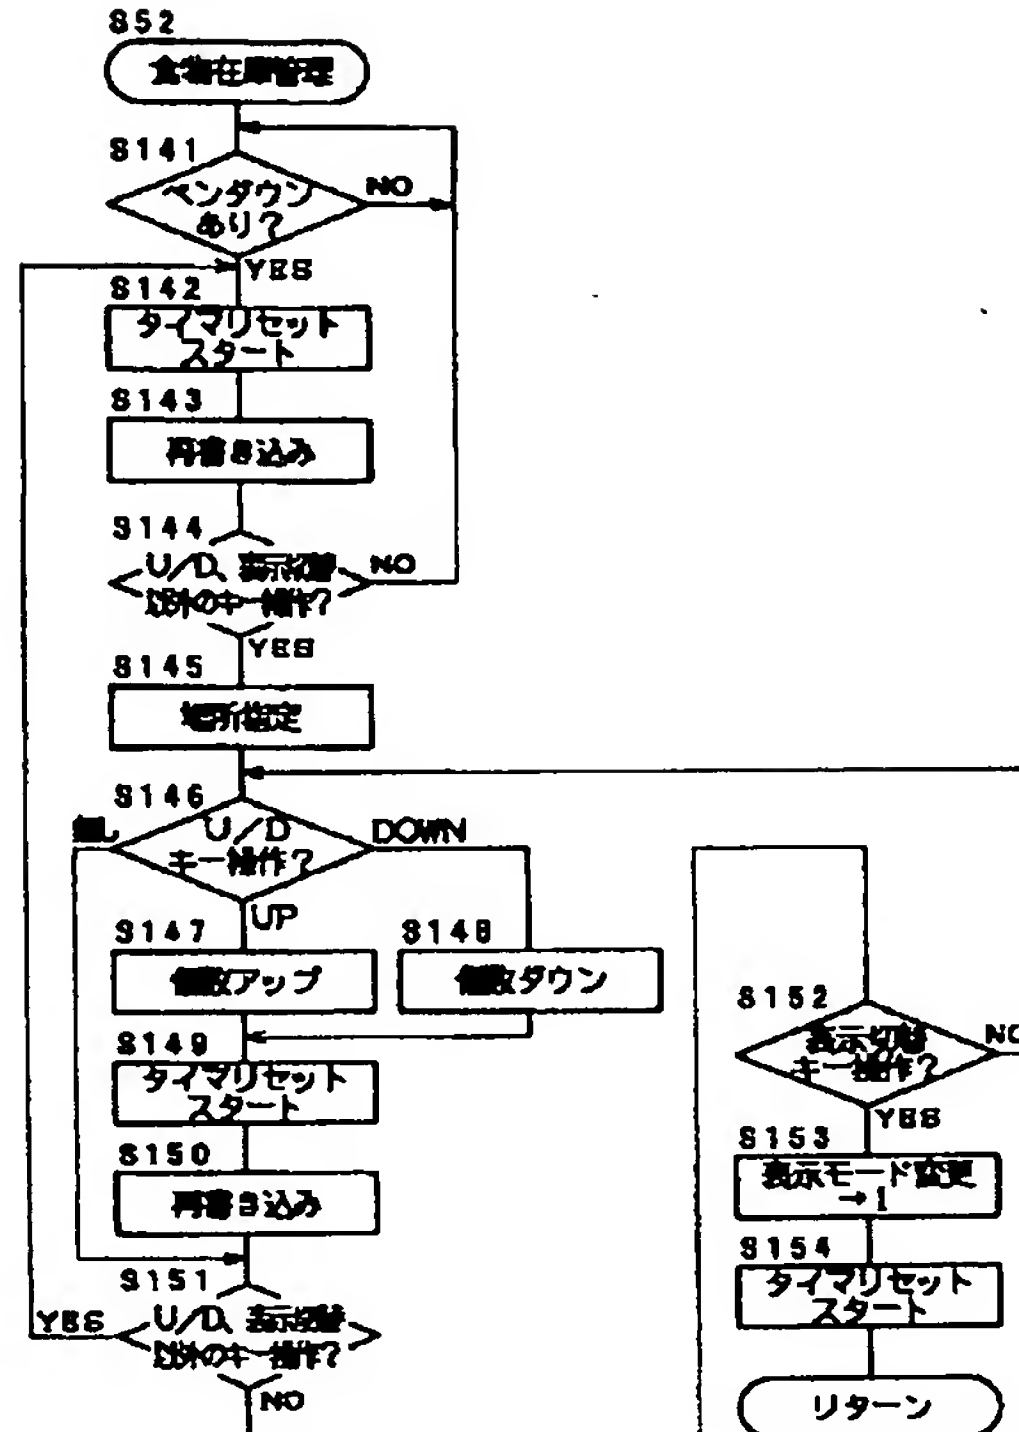 S52
食物在庫管理
S141
ペンダウン
あり?
NO
YES
S142
タイマリセット
スタート
S143
再書き込み
S144
U/D、表示切替
以外のキー操作?
NO
YES
S145
場所指定
S146
U/D
キー操作?
無し
DOWN
UP
S147
個数アップ
S148
個数ダウン
S149
タイマリセット
スタート
S150
再書き込み
S151
U/D、表示切替
以外のキー操作?
YES
NO
S152
表示切替
キー操作?
NO
YES
S153
表示モード変更
→1
S154
タイマリセット
スタート
リターン